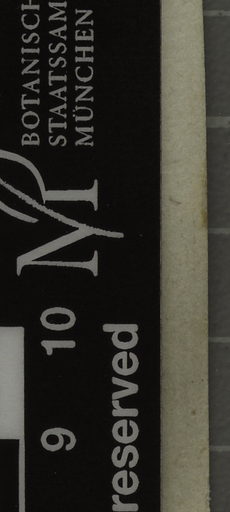 BOTANISCH
STAATSSAM
MÜNCHEN
M
9 10
reserved